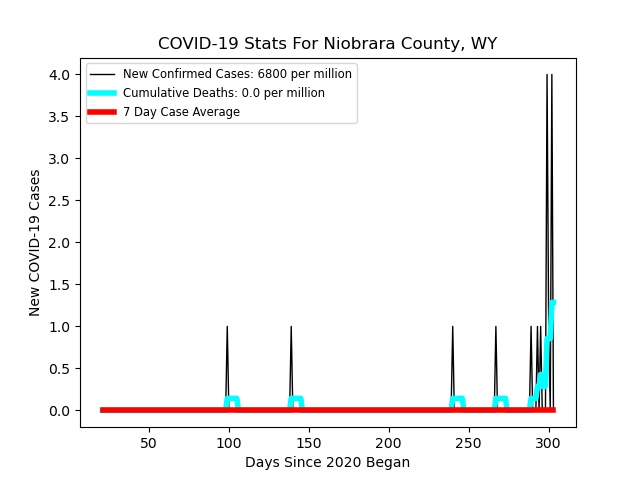 COVID-19 Stats For Niobrara County, WY
New Confirmed Cases: 6800 per million
Cumulative Deaths: 0.0 per million
7 Day Case Average
4.0
3.5
3.0
2.5
2.0
1.5
1.0
0.5
0.0
New COVID-19 Cases
50 100 150 200 250 300
Days Since 2020 Began